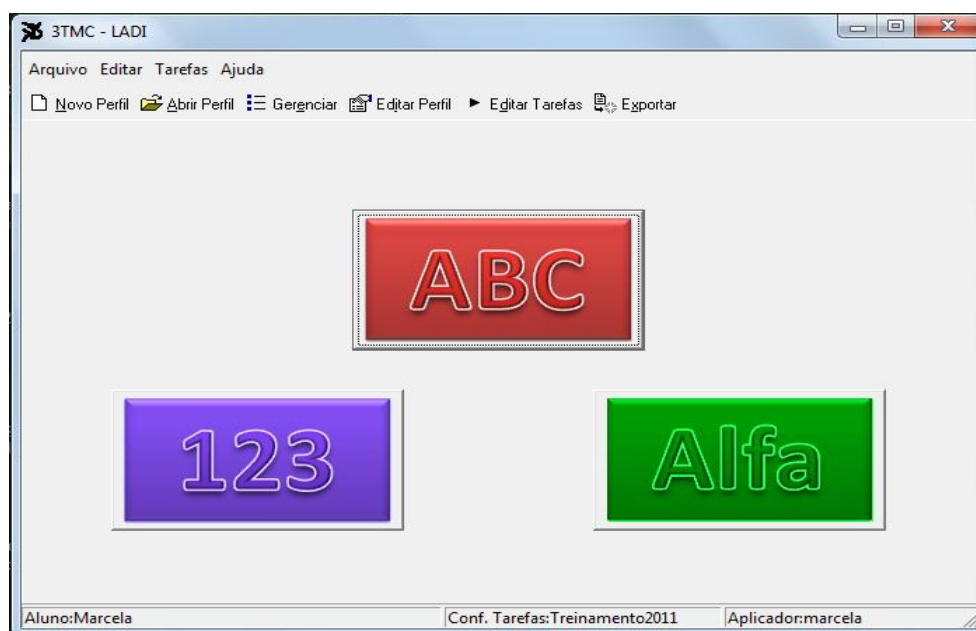 3TMC - LADI
Arquivo Editar Tarefas Ajuda
Novo Perfil Abrir Perfil Gerenciar Editar Perfil Editar Tarefas Exportar
ABC
123 Alfa
Aluno:Marcela Conf. Tarefas:Treinamento2011 Aplicador:marcela